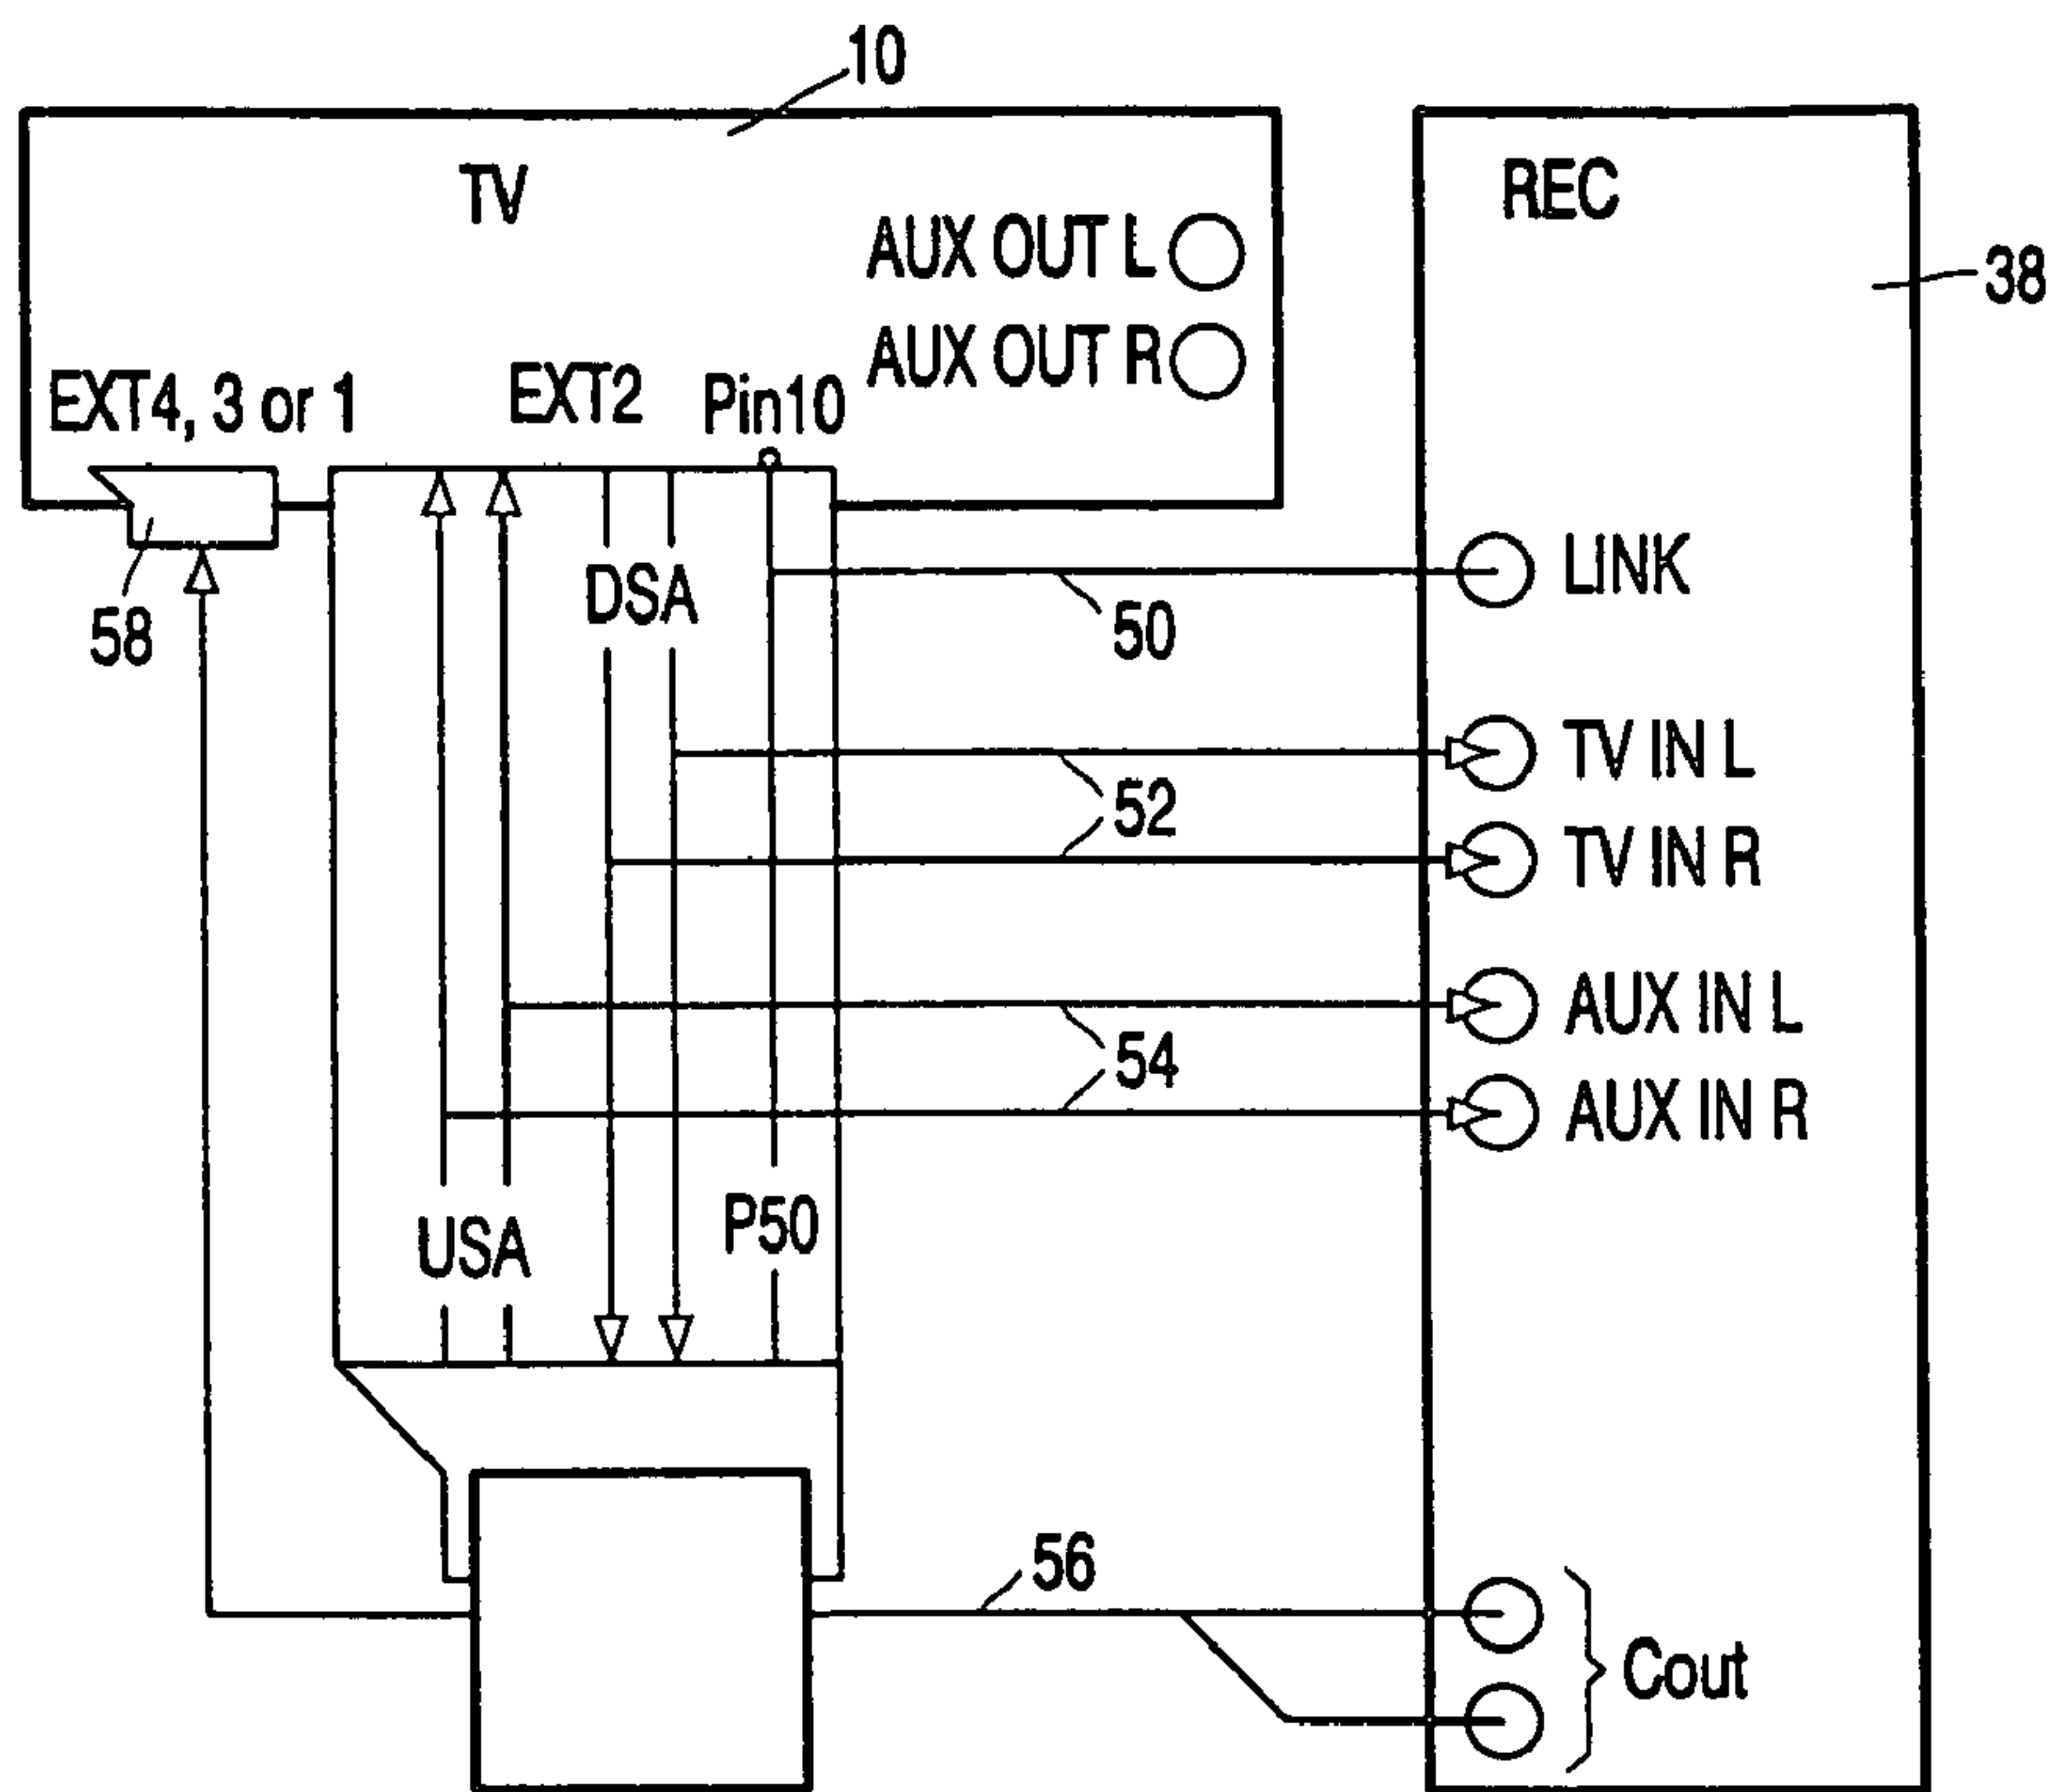 10
TV
REC
AUX OUT L
38
AUX OUT R
EXT4, 3 or 1
EXT2
Pin10
LINK
DSA
58
50
TV IN L
52
TV IN R
AUX IN L
54
AUX IN R
P50
USA
56
Cout